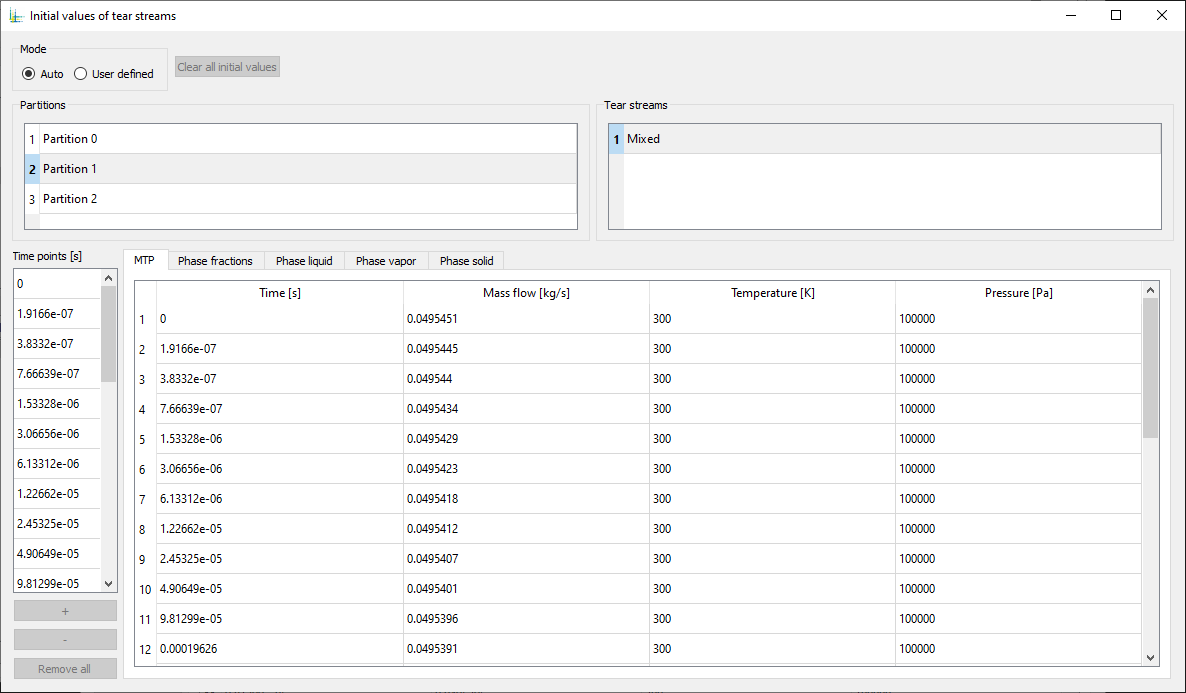 Initial values of tear streams
Mode
Auto User defined Clear all initial values
Partitions
1 Partition 0
2 Partition 1
3 Partition 2
Tear streams
1 Mixed
Time points [s]
0
1.9166e-07
3.8332e-07
7.66639e-07
1.53328e-06
3.06656e-06
6.13312e-06
1.22662e-05
2.45325e-05
4.90649e-05
9.81299e-05
+
-
Remove all
MTP Phase fractions Phase liquid Phase vapor Phase solid
Time [s] Mass flow [kg/s] Temperature [K] Pressure [Pa]
1 0 0.0495451 300 100000
2 1.9166e-07 0.0495445 300 100000
3 3.8332e-07 0.049544 300 100000
4 7.66639e-07 0.0495434 300 100000
5 1.53328e-06 0.0495429 300 100000
6 3.06656e-06 0.0495423 300 100000
7 6.13312e-06 0.0495418 300 100000
8 1.22662e-05 0.0495412 300 100000
9 2.45325e-05 0.0495407 300 100000
10 4.90649e-05 0.0495401 300 100000
11 9.81299e-05 0.0495396 300 100000
12 0.00019626 0.0495391 300 100000